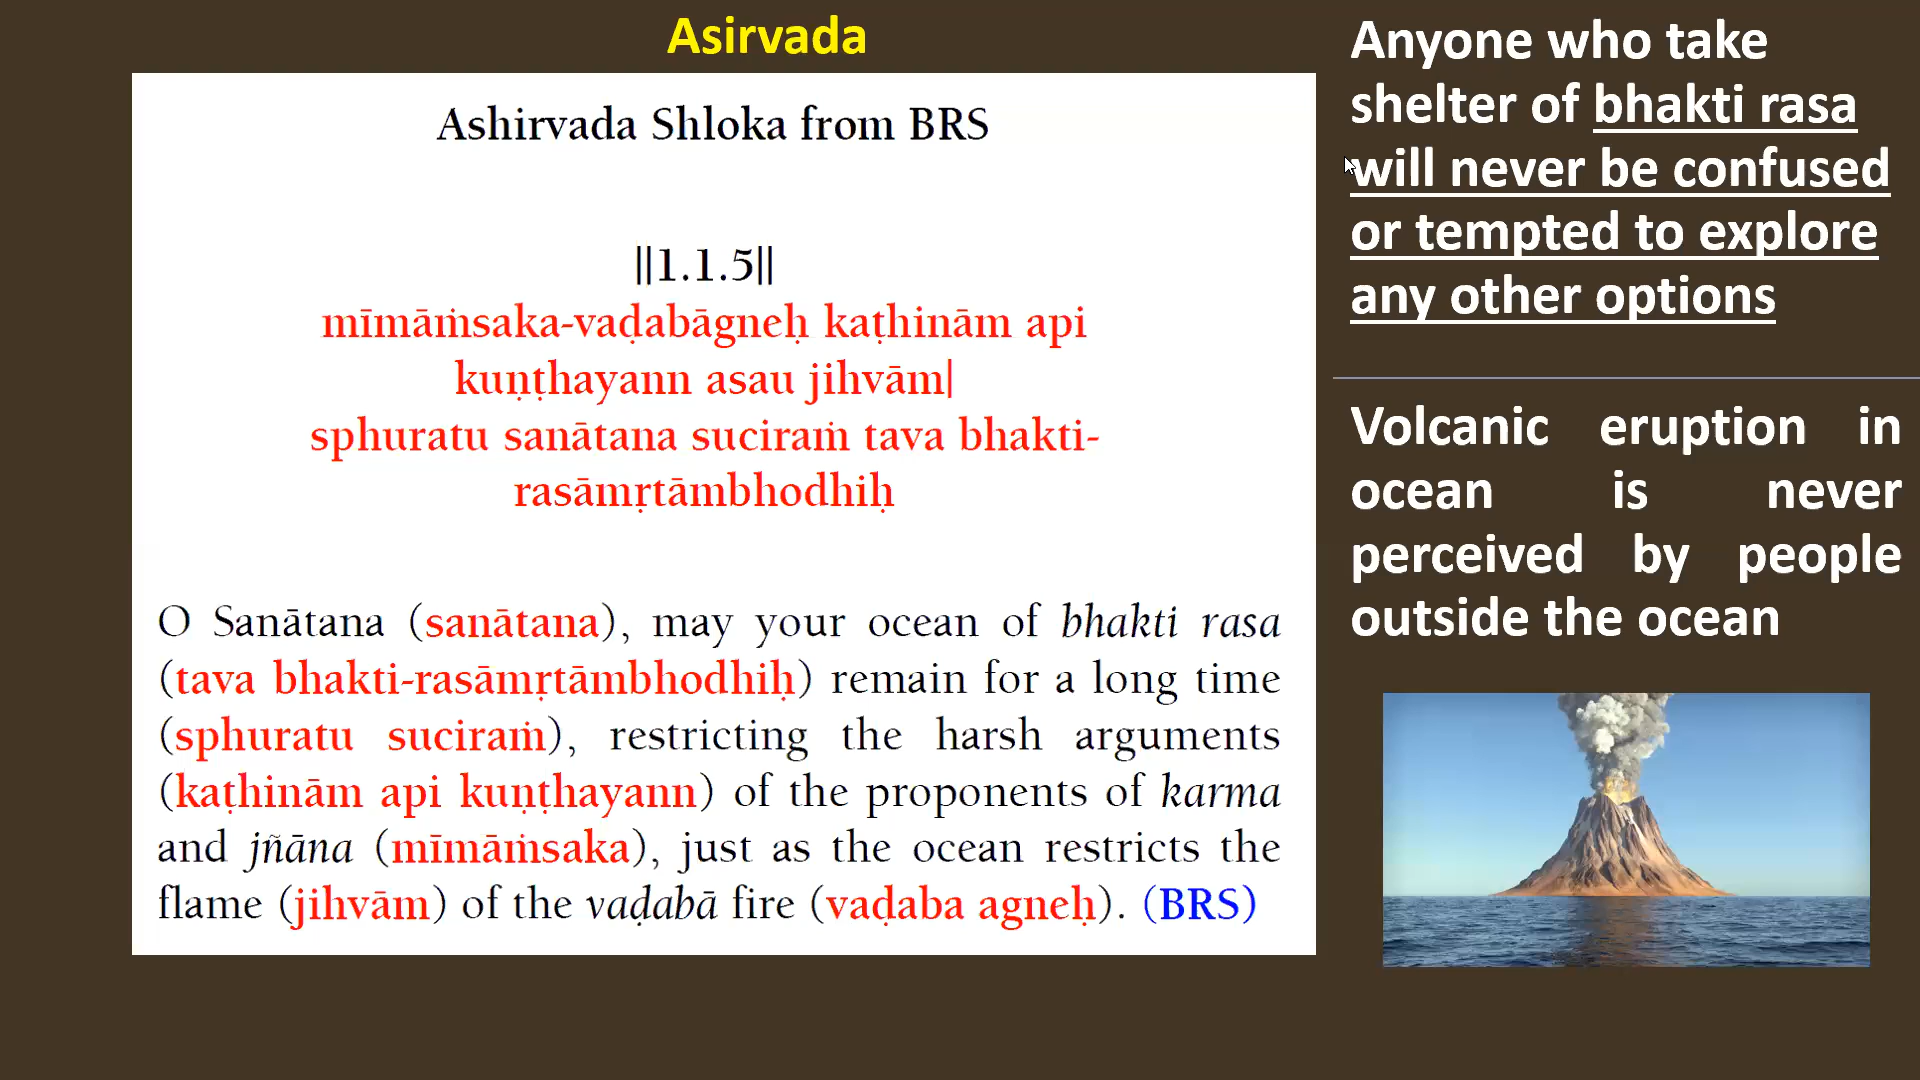 Asirvada
Ashirvada Shloka from BRS
||1.1.5||
mīmāṁsaka-vaḍabāgneḥ kaṭhinām api
kuṇṭhayann asau jihvām|
sphuratu sanātana suciraṁ tava bhakti-
rasāmṛtāmbhodhiḥ
O Sanātana (sanātana), may your ocean of bhakti rasa
(tava bhakti-rasāmṛtāmbhodhiḥ) remain for a long time
(sphuratu suciraṁ), restricting the harsh arguments
(kaṭhinām api kuṇṭhayann) of the proponents of karma
and jñāna (mīmāṁsaka), just as the ocean restricts the
flame (jihvām) of the vaḍabā fire (vaḍaba agneḥ). (BRS)
Anyone who take
shelter of bhakti rasa
will never be confused
or tempted to explore
any other options
Volcanic eruption in
ocean is never
perceived by people
outside the ocean